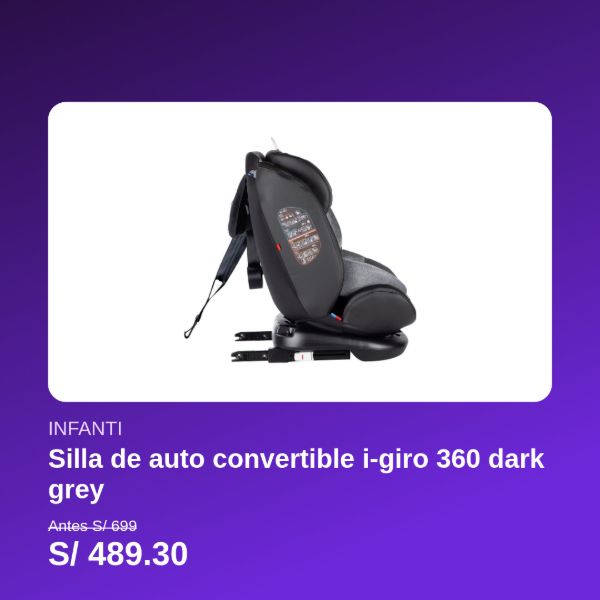 INFANTI
Silla de auto convertible i-giro 360 dark
grey
Antes S/ 699
S/ 489.30